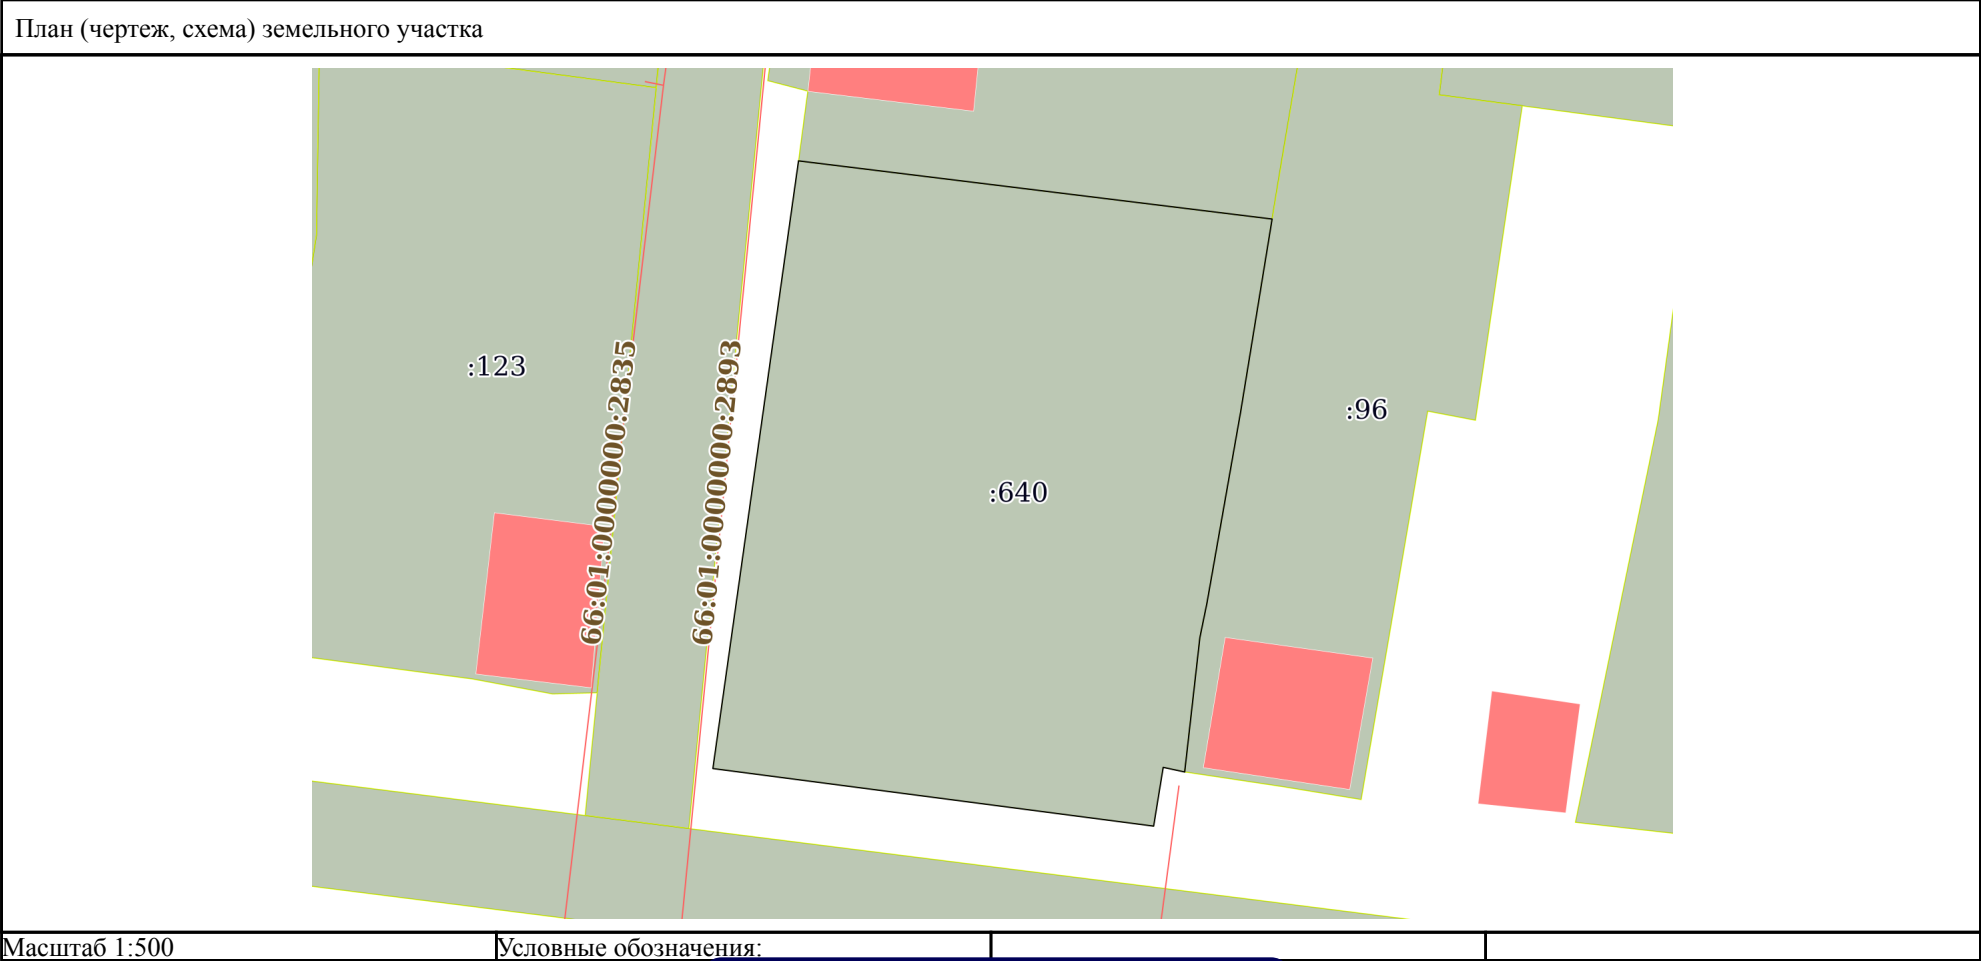 План (чертеж, схема) земельного участка
:123
66:01:0000000:2835
66:01:0000000:2893
:96
:640
Масштаб 1:500
Условные обозначения: